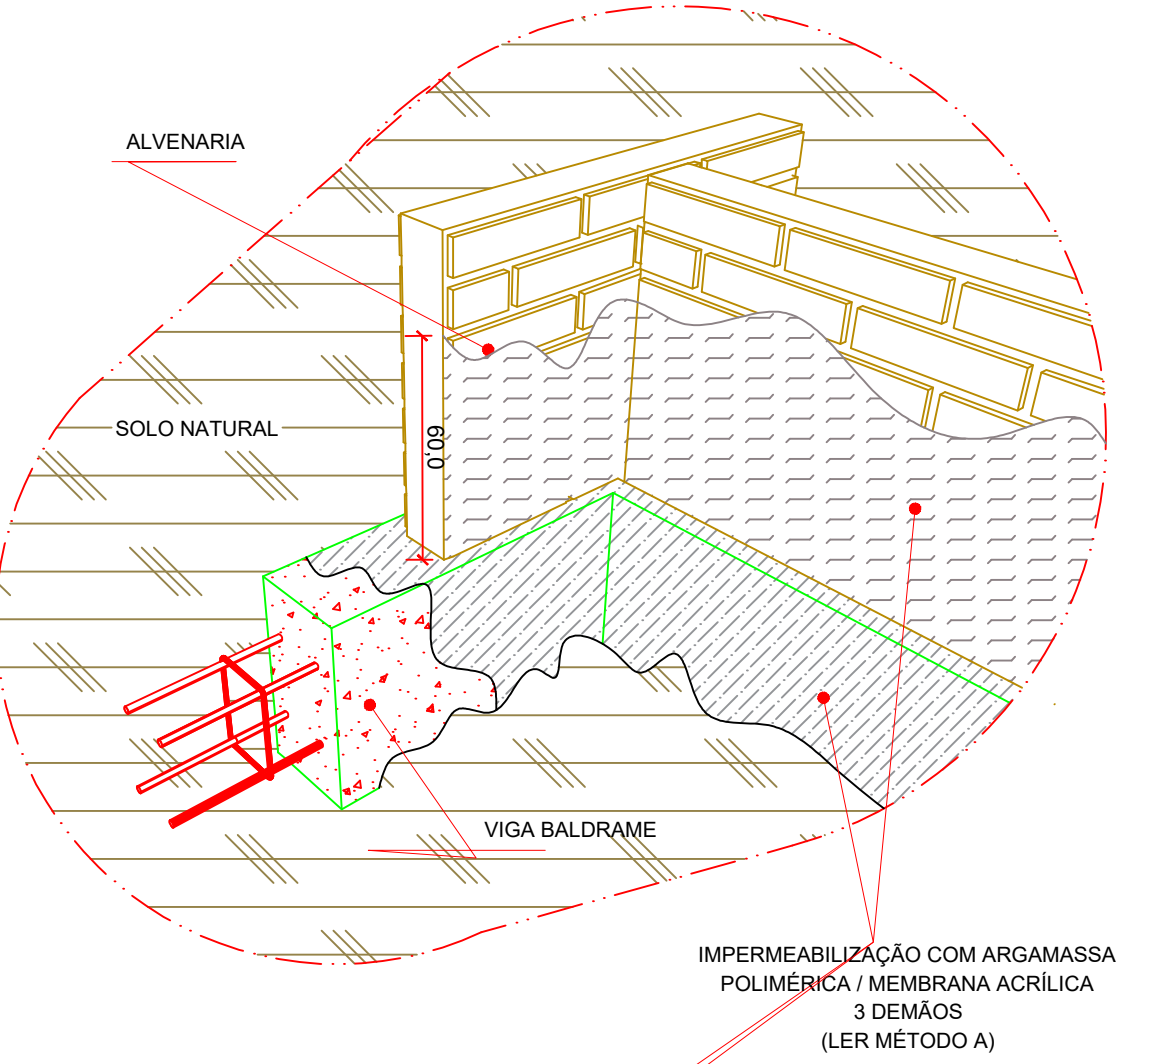 ALVENARIA
SOLO NATURAL
60,0
VIGA BALDRAME
IMPERMEABILIZAÇÃO COM ARGAMASSA
POLIMÉRICA / MEMBRANA ACRÍLICA
3 DEMÃOS
(LER MÉTODO A)